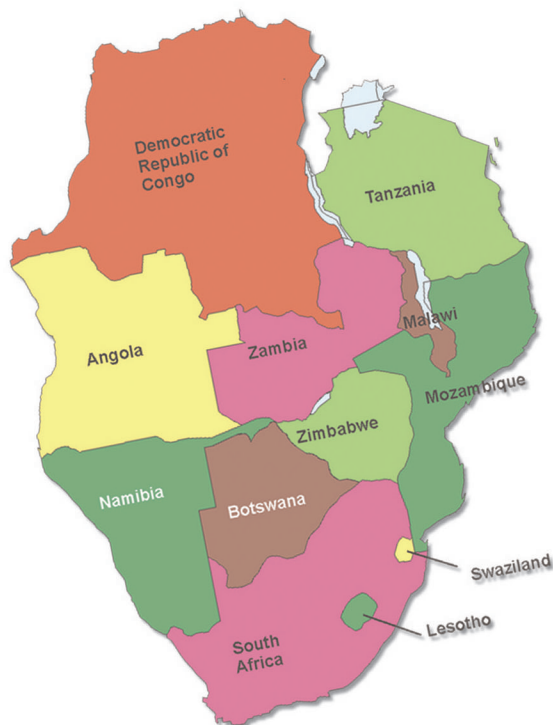 Democratic
Republic of
Congo
Tanzania
Angola
Zambia
Malawi
Mozambique
Zimbabwe
Namibia
Botswana
Swaziland
Lesotho
South
Africa